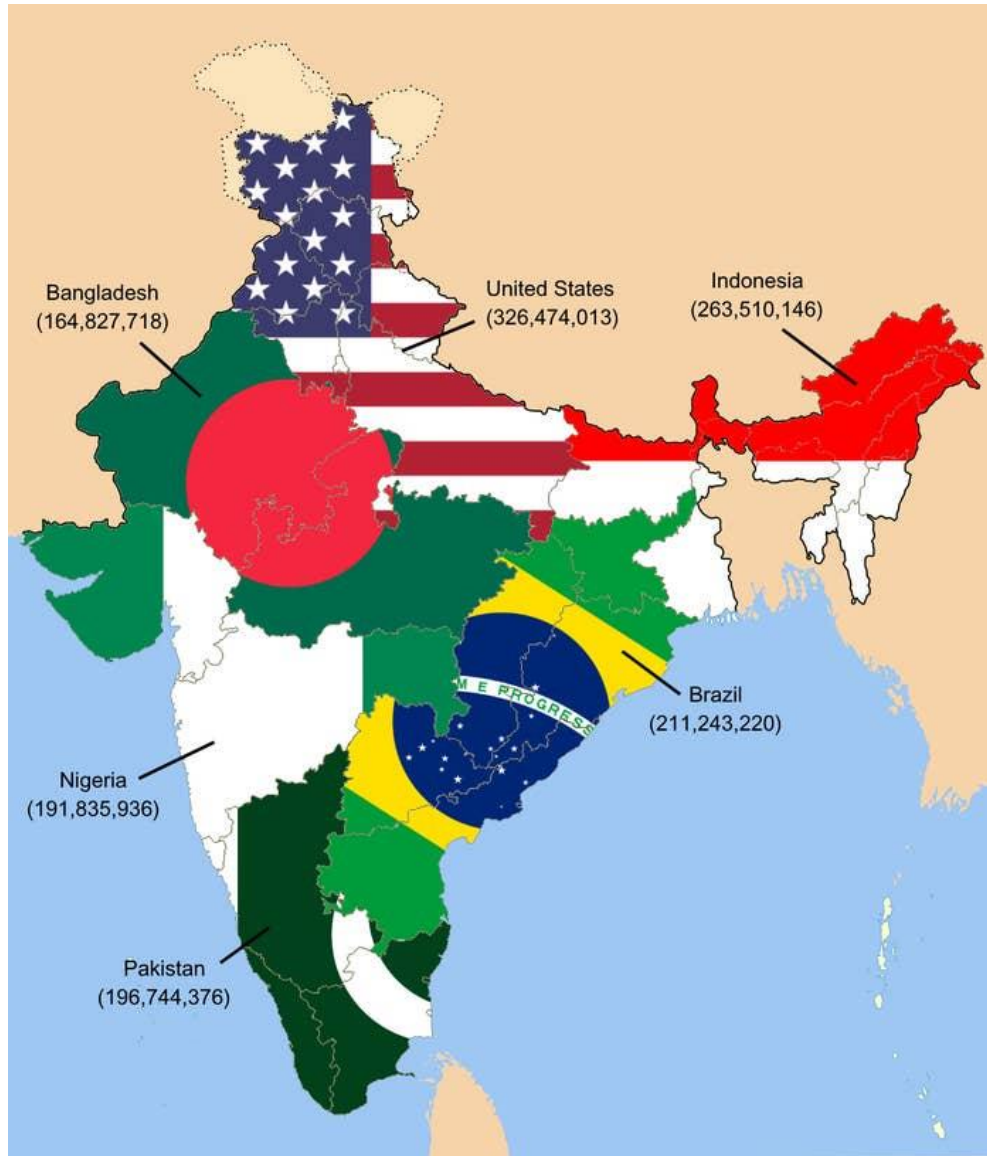 Bangladesh
(164,827,718)
United States
(326,474,013)
Indonesia
(263,510,146)
M E PROGRESS
Brazil
(211,243,220)
Nigeria
(191,835,936)
Pakistan
(196,744,376)